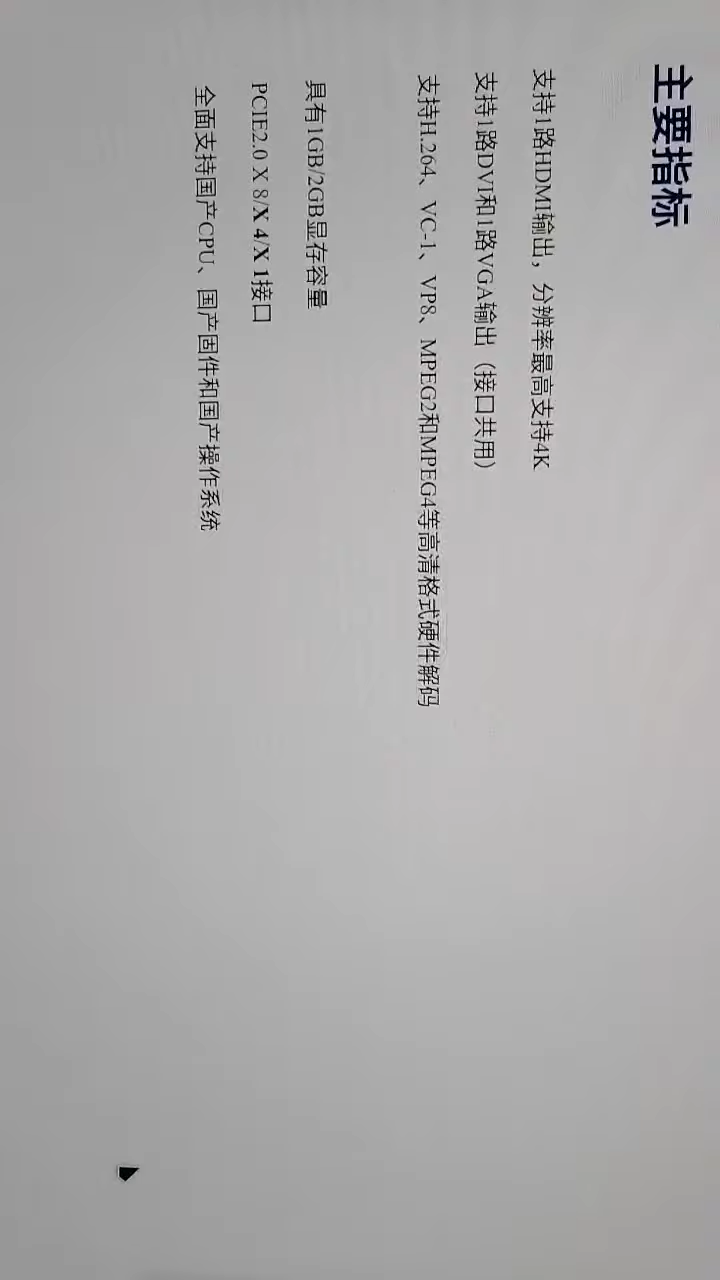 主要指标
支持1路HDMI输出，分辨率最高支持4K
支持1路DVI和1路VGA输出（接口共用）
支持H.264、VC-1、VP8、MPEG2和MPEG4等高清格式硬件解码
具有1GB/2GB显存容量
PCIE2.0 X 8/X 4/X 1接口
全面支持国产CPU、国产固件和国产操作系统